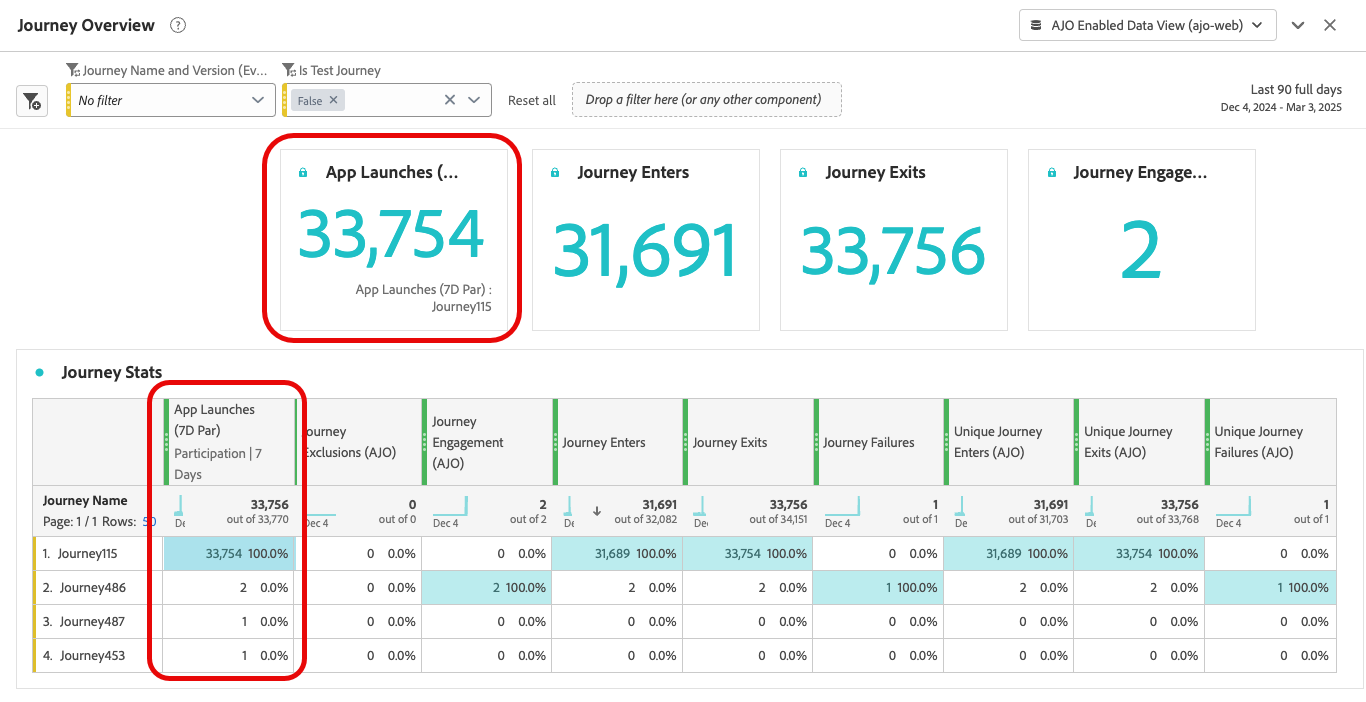 Journey Overview ?
AJO Enabled Data View (ajo-web)
Journey Name and Version (Ev...
Is Test Journey
No filter
False
Reset all
Drop a filter here (or any other component)
Last 90 full days
Dec 4, 2024 - Mar 3, 2025
App Launches (...
33,754
App Launches (7D Par) :
Journey115
Journey Enters
31,691
Journey Exits
33,756
Journey Engage...
2
Journey Stats
App Launches
(7D Par)
Participation | 7
Days
ourney
Exclusions (AJO)
Journey
Engagement
(AJO)
Journey Enters
Journey Exits
Journey Failures
Unique Journey
Enters (AJO)
Unique Journey
Exits (AJO)
Unique Journey
Failures (AJO)
Journey Name
Page: 1 / 1 Rows: 50
De
33,756
out of 33,770
Dec 4
0
out of 0
Dec 4
2
out of 2
De
31,691
out of 32,082
De
33,756
out of 34,151
Dec 4
1
out of 1
De
31,691
out of 31,703
De
33,756
out of 33,768
Dec 4
1
out of 1
1. Journey115 33,754 100.0% 0 0.0% 0 0.0% 31,689 100.0% 33,754 100.0% 0 0.0% 31,689 100.0% 33,754 100.0% 0 0.0%
2. Journey486 2 0.0% 0 0.0% 2 100.0% 2 0.0% 2 0.0% 1 100.0% 2 0.0% 2 0.0% 1 100.0%
3. Journey487 1 0.0% 0 0.0% 0 0.0% 0 0.0% 0 0.0% 0 0.0% 0 0.0% 0 0.0% 0 0.0%
4. Journey453 1 0.0% 0 0.0% 0 0.0% 0 0.0% 0 0.0% 0 0.0% 0 0.0% 0 0.0% 0 0.0%